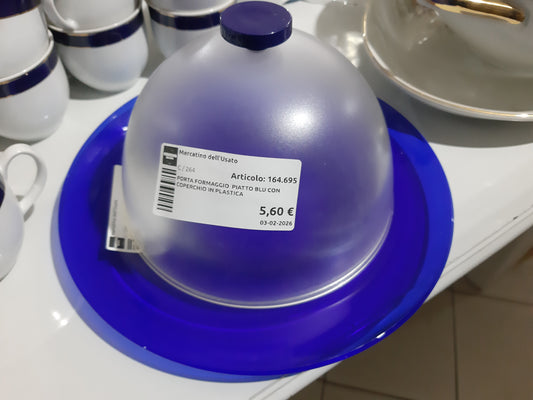 Mercatino dell'Usato
C/264
Articolo: 164.695
PORTA FORMAGGIO PIATTO BLU CON
COPERCHIO IN PLASTICA
5,60 €
03-02-2026